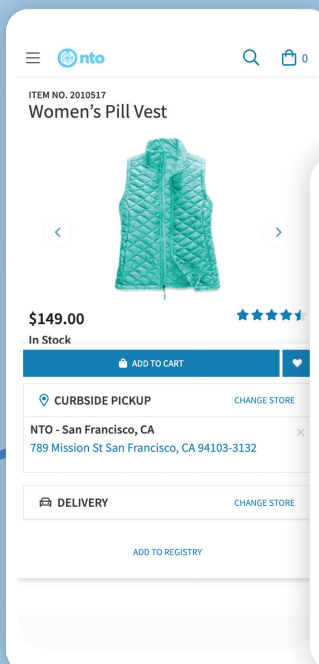 nto
0
ITEM NO. 2010517
Women's Pill Vest
$149.00
In Stock
ADD TO CART
CURBSIDE PICKUP CHANGE STORE
NTO - San Francisco, CA
789 Mission St San Francisco, CA 94103-3132
DELIVERY CHANGE STORE
ADD TO REGISTRY